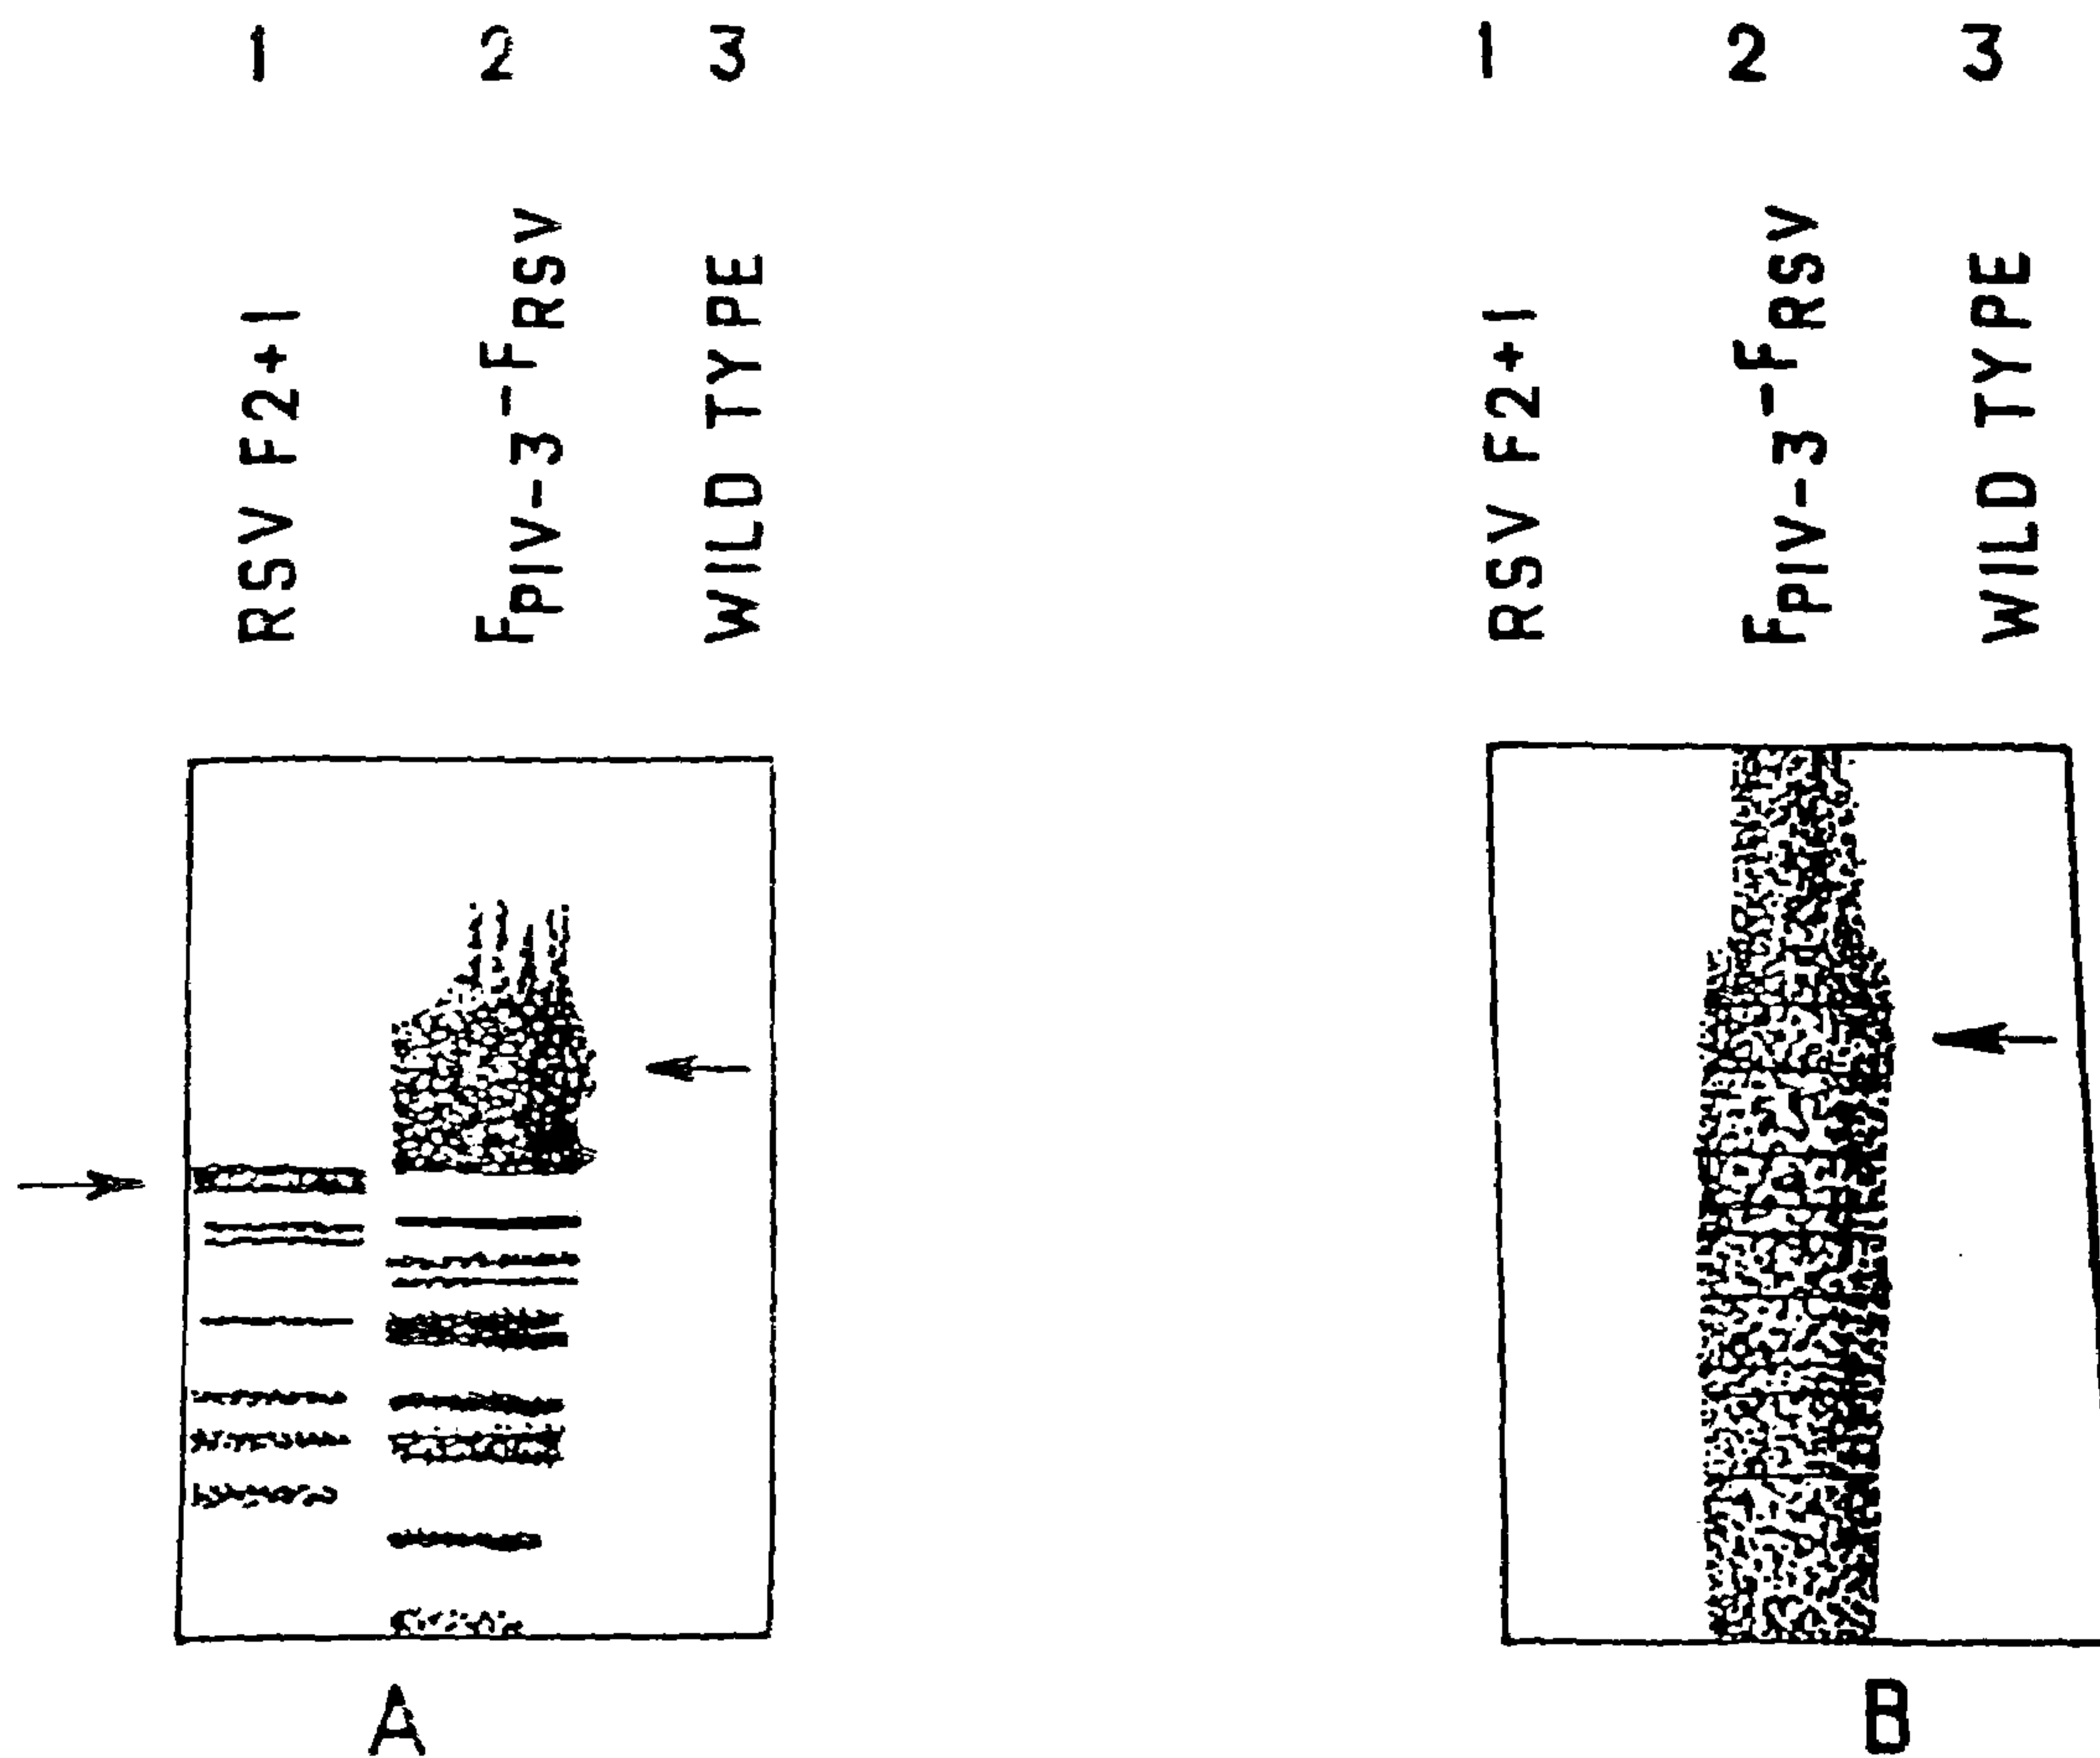 1 2 3
RSV F2+1
FPIV-3-FRSV
WILD TYPE
A
1 2 3
RSV F2+1
FPIV-3-FRSV
WILD TYPE
B